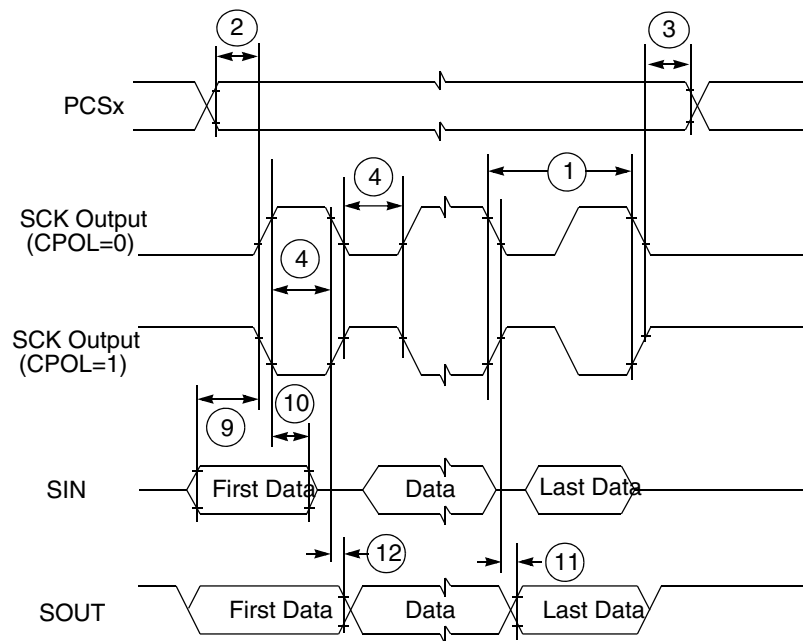 2
3
PCSx
4
1
SCK Output
(CPOL=0)
4
SCK Output
(CPOL=1)
9
10
SIN
First Data
Data
Last Data
12
11
SOUT
First Data
Data
Last Data